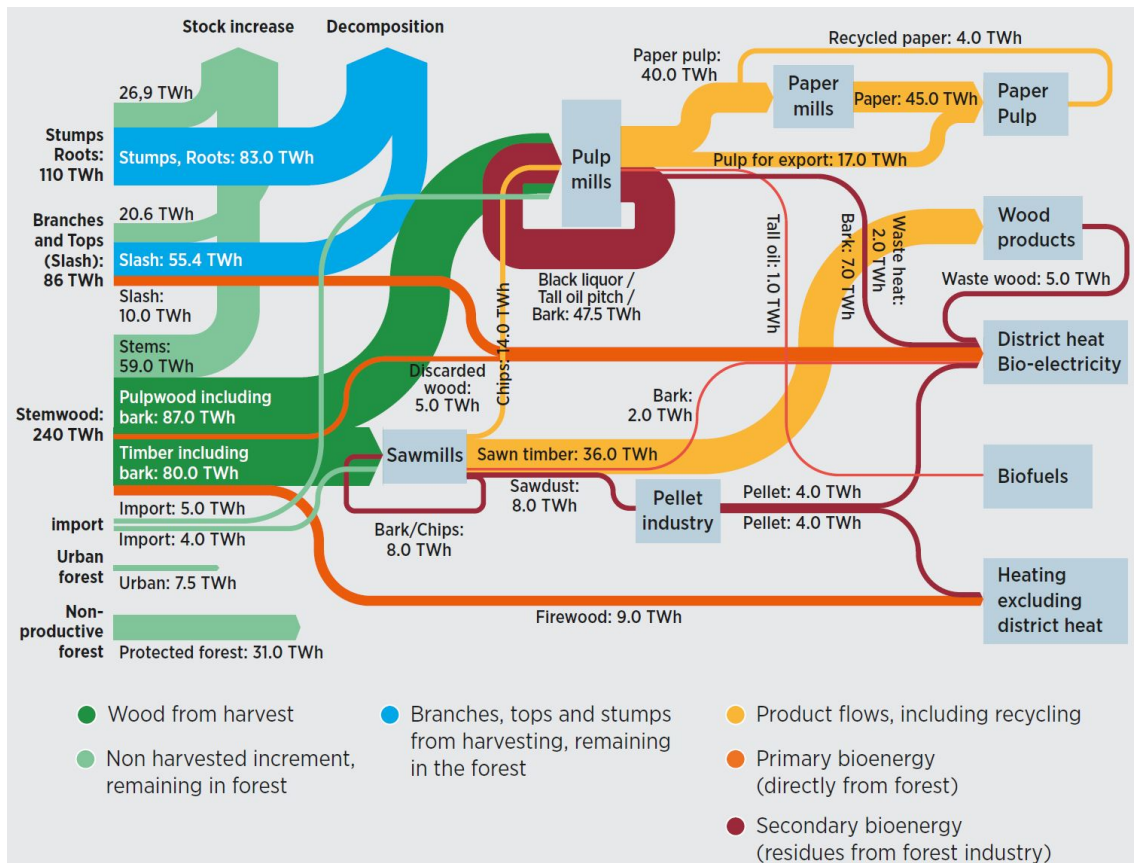 Stock increase
Decomposition
26,9 TWh
Stumps
Roots:
110 TWh
Stumps, Roots: 83.0 TWh
20.6 TWh
Branches
and Tops
(Slash):
86 TWh
Slash: 55.4 TWh
Slash:
10.0 TWh
Stems:
59.0 TWh
Stemwood:
240 TWh
Pulpwood including
bark: 87.0 TWh
Timber including
bark: 80.0 TWh
Import: 5.0 TWh
import
Import: 4.0 TWh
Urban
forest
Urban: 7.5 TWh
Non-
productive
forest
Protected forest: 31.0 TWh
Discarded
wood:
5.0 TWh
Chips: 14.0 TWh
Sawmills
Bark/Chips:
8.0 TWh
Sawn timber: 36.0 TWh
Sawdust:
8.0 TWh
Bark:
2.0 TWh
Pellet
industry
Pellet: 4.0 TWh
Pellet: 4.0 TWh
Firewood: 9.0 TWh
Pulp
mills
Black liquor /
Tall oil pitch /
Bark: 47.5 TWh
Paper pulp:
40.0 TWh
Recycled paper: 4.0 TWh
Paper
mills
Paper: 45.0 TWh
Paper
Pulp
Pulp for export: 17.0 TWh
Tall oil: 1.0 TWh
Bark: 7.0 TWh
Waste heat:
2.0 TWh
Wood
products
Waste wood: 5.0 TWh
District heat
Bio-electricity
Biofuels
Heating
excluding
district heat
Wood from harvest
Non harvested increment,
remaining in forest
Branches, tops and stumps
from harvesting, remaining
in the forest
Product flows, including recycling
Primary bioenergy
(directly from forest)
Secondary bioenergy
(residues from forest industry)